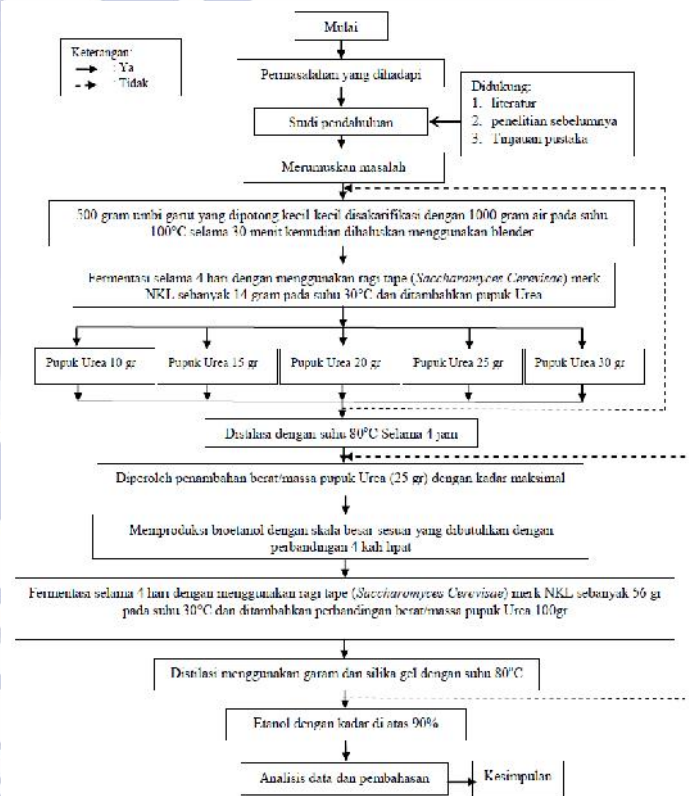 Mulai
Keterangan:
: Ya
: Tidak
Permasalahan yang dihadapi
Didukung:
1. literatur
2. penelitian sebelumnya
3. Tinjauan pustaka
Studi pendahuluan
Merumuskan masalah
500 gram umbi garut yang dipotong kecil kecil disakarifikasi dengan 1000 gram air pada suhu
100°C selama 30 menit kemudian dihaluskan menggunakan blender
Fermentasi selama 4 hari dengan menggunakan ragi tape (Saccharomyces Cerevisae) merk
NKL sebanyak 14 gram pada suhu 30°C dan ditambahkan pupuk Urea
Pupuk Urea 10 gr
Pupuk Urea 15 gr
Pupuk Urea 20 gr
Pupuk Urea 25 gr
Pupuk Urea 30 gr
Distilasi dengan suhu 80°C Selama 4 jam
Diperoleh penambahan berat/massa pupuk Urea (25 gr) dengan kadar maksimal
Memproduksi bioetanol dengan skala besar sesuai yang dibutuhkan dengan
perbandingan 4 kali lipat
Fermentasi selama 4 hari dengan menggunakan ragi tape (Saccharomyces Cerevisae) merk NKL sebanyak 56 gr
pada suhu 30°C dan ditambahkan perbandingan berat/massa pupuk Urea 100gr
Distilasi menggunakan garam dan silika gel dengan suhu 80°C
Etanol dengan kadar di atas 90%
Analisis data dan pembahasan
Kesimpulan